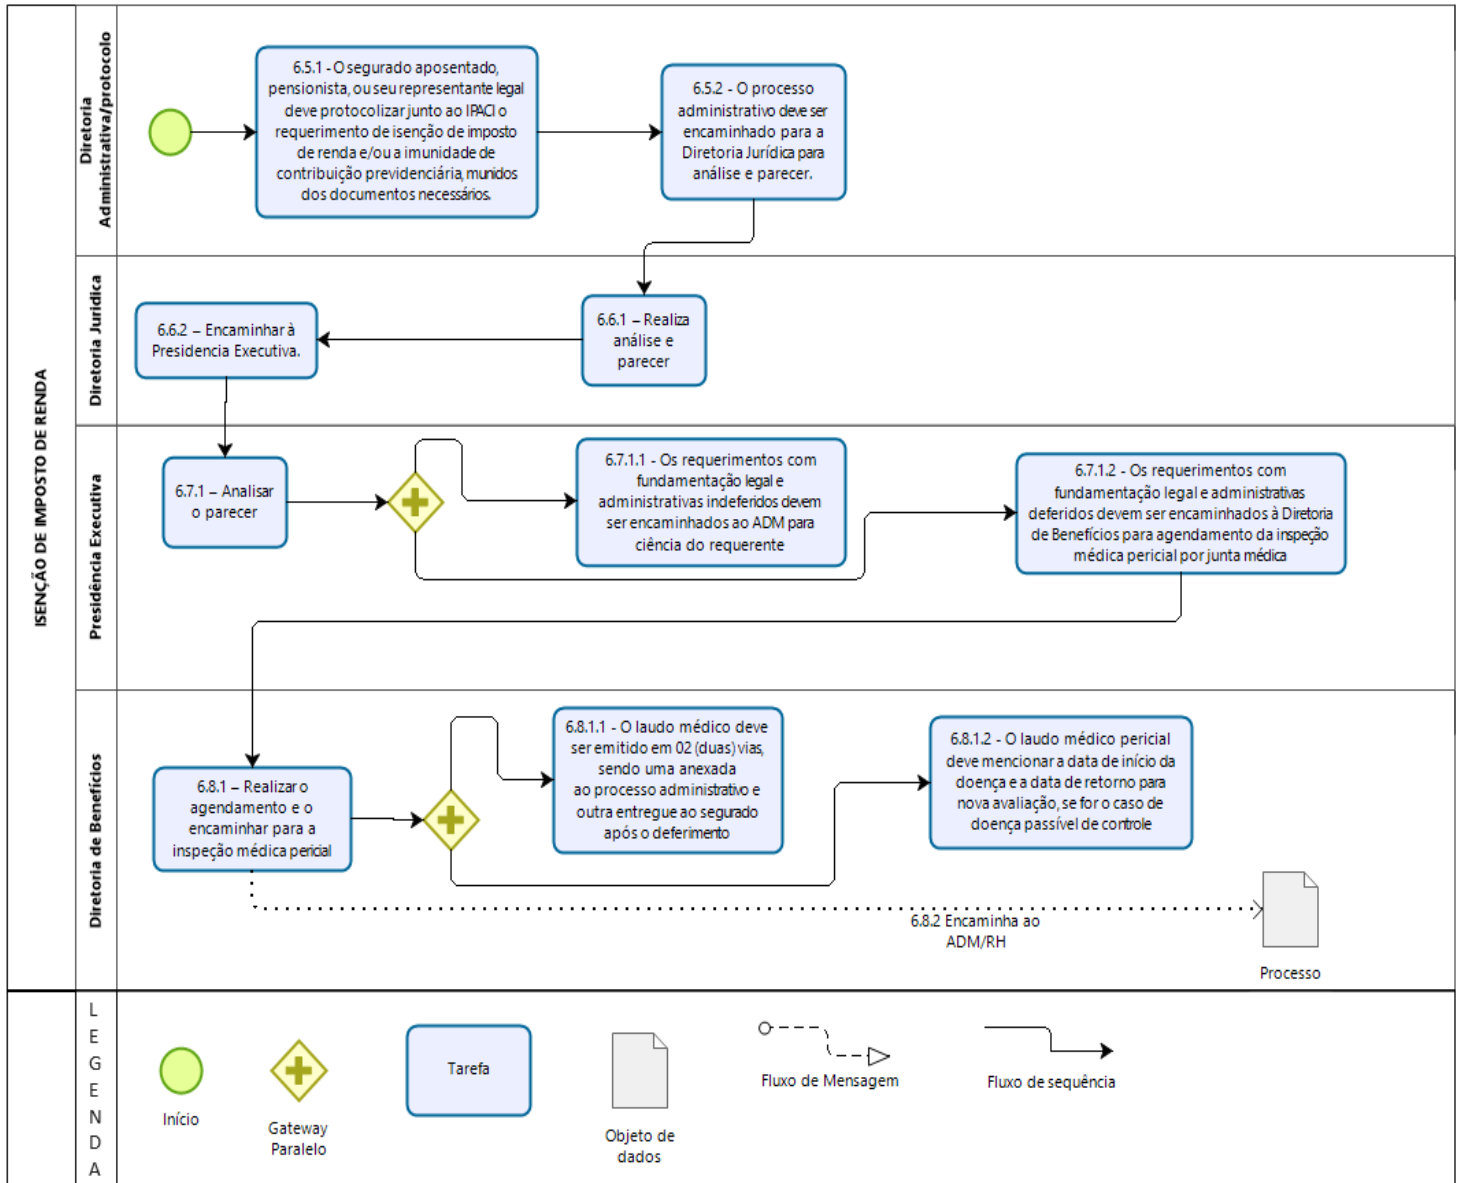 ISENÇÃO DE IMPOSTO DE RENDA
Diretoria
Administrativa/protocolo
6.5.1 - O segurado aposentado,
pensionista, ou seu representante legal
deve protocolizar junto ao IPACI o
requerimento de isenção de imposto
de renda e/ou a imunidade de
contribuição previdenciária, munidos
dos documentos necessários.
6.5.2 - O processo
administrativo deve ser
encaminhado para a
Diretoria Jurídica para
análise e parecer.
Diretoria Juridica
6.6.2 – Encaminhar à
Presidencia Executiva.
6.6.1 – Realiza
análise e
parecer
Presidência Executiva
6.7.1 – Analisar
o parecer
6.7.1.1 - Os requerimentos com
fundamentação legal e
administrativas indeferidos devem
ser encaminhados ao ADM para
ciência do requerente
6.7.1.2 - Os requerimentos com
fundamentação legal e administrativas
deferidos devem ser encaminhados à Diretoria
de Benefícios para agendamento da inspeção
médica pericial por junta médica
Diretoria de Benefícios
6.8.1 – Realizar o
agendamento e o
encaminhar para a
inspeção médica pericial
6.8.1.1 - O laudo médico deve
ser emitido em 02 (duas) vias,
sendo uma anexada
ao processo administrativo e
outra entregue ao segurado
após o deferimento
6.8.1.2 - O laudo médico pericial
deve mencionar a data de início da
doença e a data de retorno para
nova avaliação, se for o caso de
doença passível de controle
6.8.2 Encaminha ao
ADM/RH
Processo
L
E
G
E
N
D
A
Início
Gateway
Paralelo
Tarefa
Objeto de
dados
Fluxo de Mensagem
Fluxo de sequência